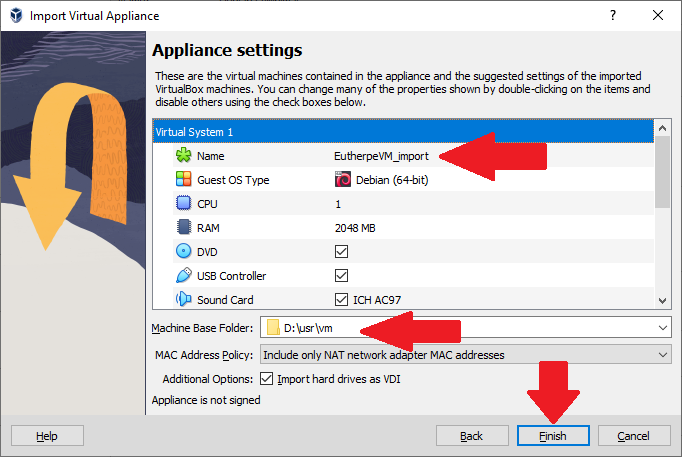 Import Virtual Appliance
Appliance settings
These are the virtual machines contained in the appliance and the suggested settings of the imported
VirtualBox machines. You can change many of the properties shown by double-clicking on the items and
disable others using the check boxes below.
Virtual System 1
Name EutherpeVM_import
Guest OS Type Debian (64-bit)
CPU 1
RAM 2048 MB
DVD
USB Controller
Sound Card ICH AC97
Machine Base Folder: D:\usr\vm
MAC Address Policy: Include only NAT network adapter MAC addresses
Additional Options: Import hard drives as VDI
Appliance is not signed
Help Back Finish Cancel